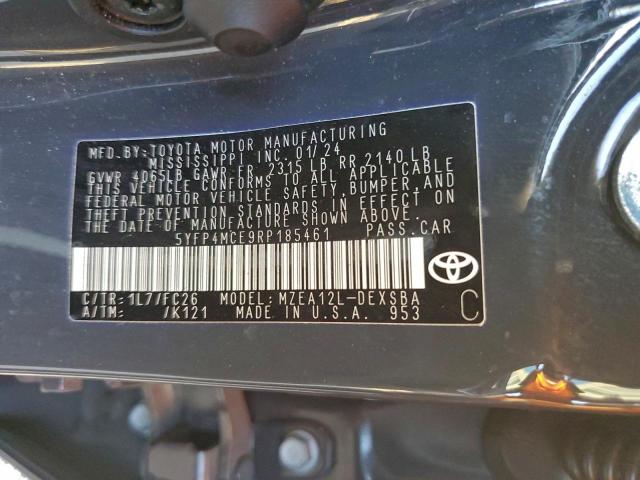 MFD.BY:TOYOTA MOTOR MANUFACTURING
MISSISSIPPI INC. 01/24
GVWR 4065LB GAWR FR 2315 LB RR 2140 LB
THIS VEHICLE CONFORMS TO ALL APPLICABLE
FEDERAL MOTOR VEHICLE SAFETY,BUMPER,AND
THEFT PREVENTION STANDARDS IN EFFECT ON
THE DATE OF MANUFACTURE SHOWN ABOVE.
5YFP4MCE9RP185461 PASS.CAR
C/TR:1L7/FC26 MODEL: MZEA12L-DEXSBA
A/TM: /K121 MADE IN U.S.A. 953
C